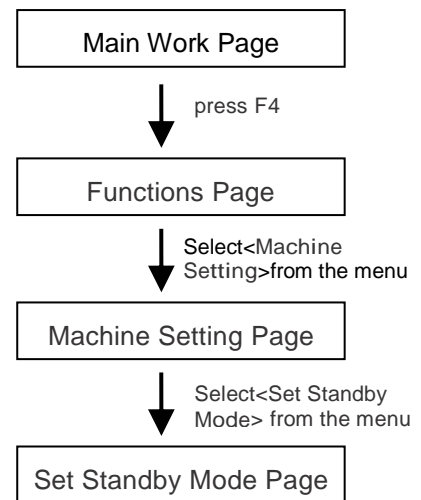 Main Work Page
press F4
Functions Page
Select<Machine
Setting>from the menu
Machine Setting Page
Select<Set Standby
Mode> from the menu
Set Standby Mode Page